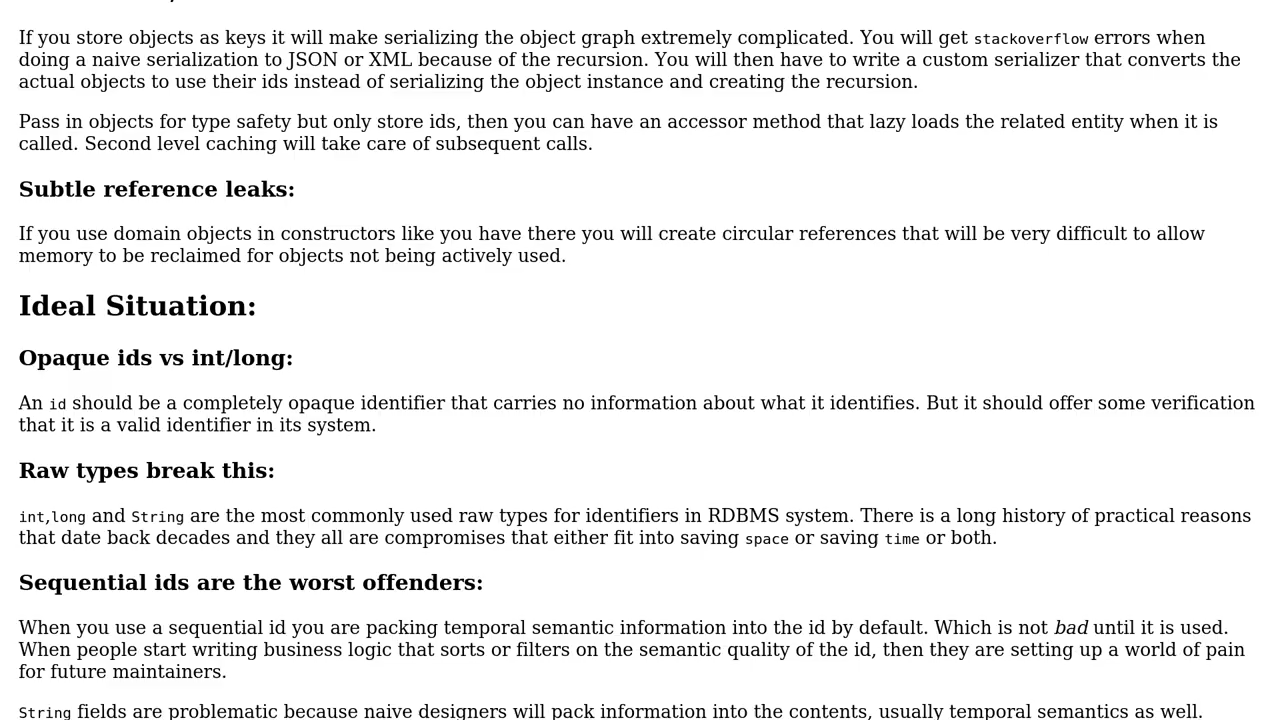 If you store objects as keys it will make serializing the object graph extremely complicated. You will get stackoverflow errors when
doing a naive serialization to JSON or XML because of the recursion. You will then have to write a custom serializer that converts the
actual objects to use their ids instead of serializing the object instance and creating the recursion.
Pass in objects for type safety but only store ids, then you can have an accessor method that lazy loads the related entity when it is
called. Second level caching will take care of subsequent calls.
Subtle reference leaks:
If you use domain objects in constructors like you have there you will create circular references that will be very difficult to allow
memory to be reclaimed for objects not being actively used.
Ideal Situation:
Opaque ids vs int/long:
An id should be a completely opaque identifier that carries no information about what it identifies. But it should offer some verification
that it is a valid identifier in its system.
Raw types break this:
int,long and String are the most commonly used raw types for identifiers in RDBMS system. There is a long history of practical reasons
that date back decades and they all are compromises that either fit into saving space or saving time or both.
Sequential ids are the worst offenders:
When you use a sequential id you are packing temporal semantic information into the id by default. Which is not bad until it is used.
When people start writing business logic that sorts or filters on the semantic quality of the id, then they are setting up a world of pain
for future maintainers.
String fields are problematic because naive designers will pack information into the contents, usually temporal semantics as well.